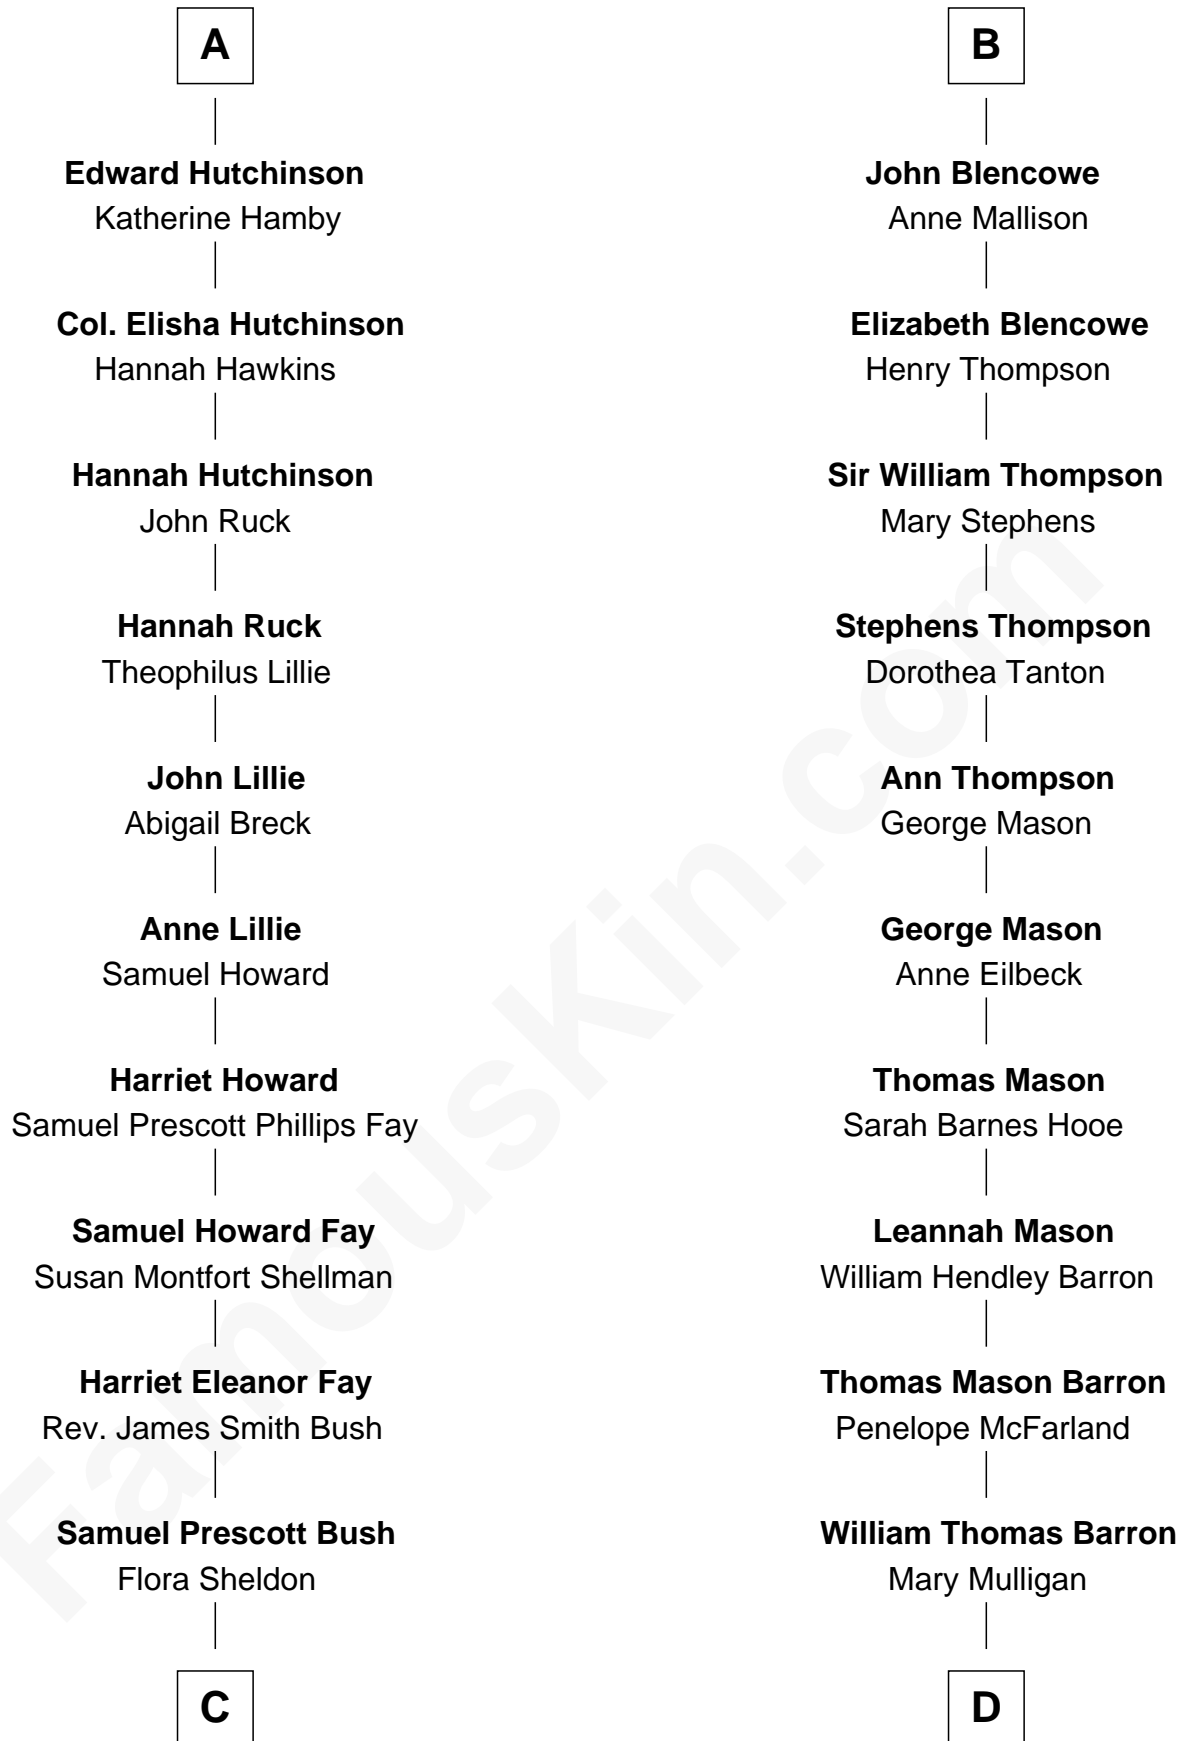 A
Edward Hutchinson
Katherine Hamby
Col. Elisha Hutchinson
Hannah Hawkins
Hannah Hutchinson
John Ruck
Hannah Ruck
Theophilus Lillie
John Lillie
Abigail Breck
Anne Lillie
Samuel Howard
Harriet Howard
Samuel Prescott Phillips Fay
Samuel Howard Fay
Susan Montfort Shellman
Harriet Eleanor Fay
Rev. James Smith Bush
Samuel Prescott Bush
Flora Sheldon
C
B
John Blencowe
Anne Mallison
Elizabeth Blencowe
Henry Thompson
Sir William Thompson
Mary Stephens
Stephens Thompson
Dorothea Tanton
Ann Thompson
George Mason
George Mason
Anne Eilbeck
Thomas Mason
Sarah Barnes Hooe
Leannah Mason
William Hendley Barron
Thomas Mason Barron
Penelope McFarland
William Thomas Barron
Mary Mulligan
D
FamousKin.com